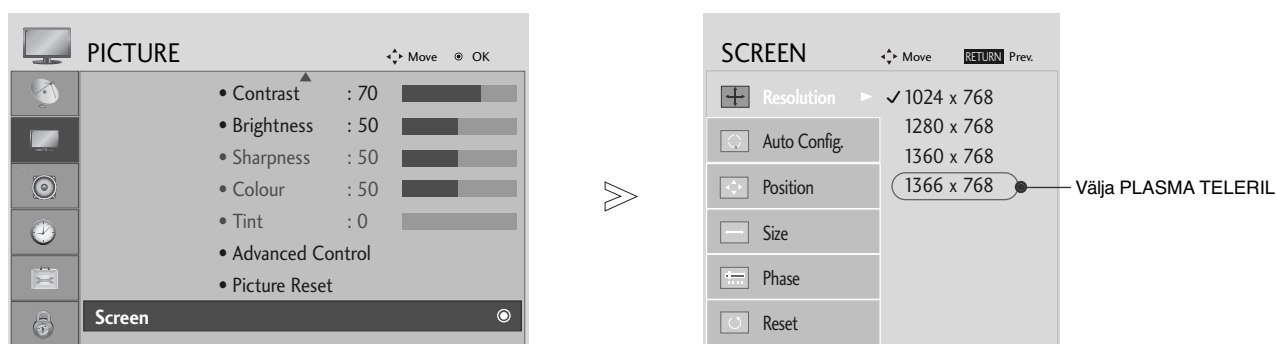 PICTURE
Move OK
• Contrast : 70
• Brightness : 50
• Sharpness : 50
• Colour : 50
• Tint : 0
• Advanced Control
• Picture Reset
Screen
SCREEN
Move RETURN Prev.
Resolution
Auto Config.
Position
Size
Phase
Reset
✓ 1024 x 768
1280 x 768
1360 x 768
1366 x 768
Välja PLASMA TELERIL